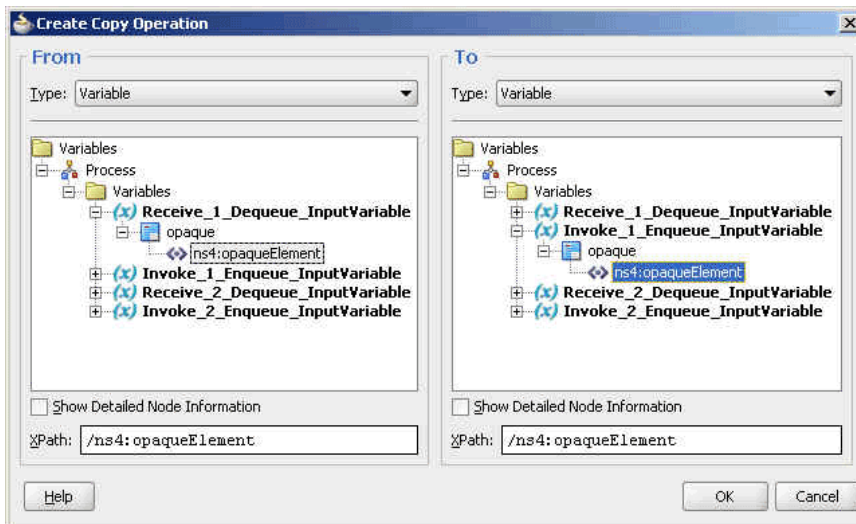 Create Copy Operation
From
Type: Variable
Variables
Process
Variables
(x) Receive_1_Dequeue_InputVariable
opaque
ns4:opaqueElement
(x) Invoke_1_Enqueue_InputVariable
(x) Receive_2_Dequeue_InputVariable
(x) Invoke_2_Enqueue_InputVariable
Show Detailed Node Information
XPath: /ns4:opaqueElement
To
Type: Variable
Variables
Process
Variables
(x) Receive_1_Dequeue_InputVariable
(x) Invoke_1_Enqueue_InputVariable
opaque
ns4:opaqueElement
(x) Receive_2_Dequeue_InputVariable
(x) Invoke_2_Enqueue_InputVariable
Show Detailed Node Information
XPath: /ns4:opaqueElement
Help
OK
Cancel